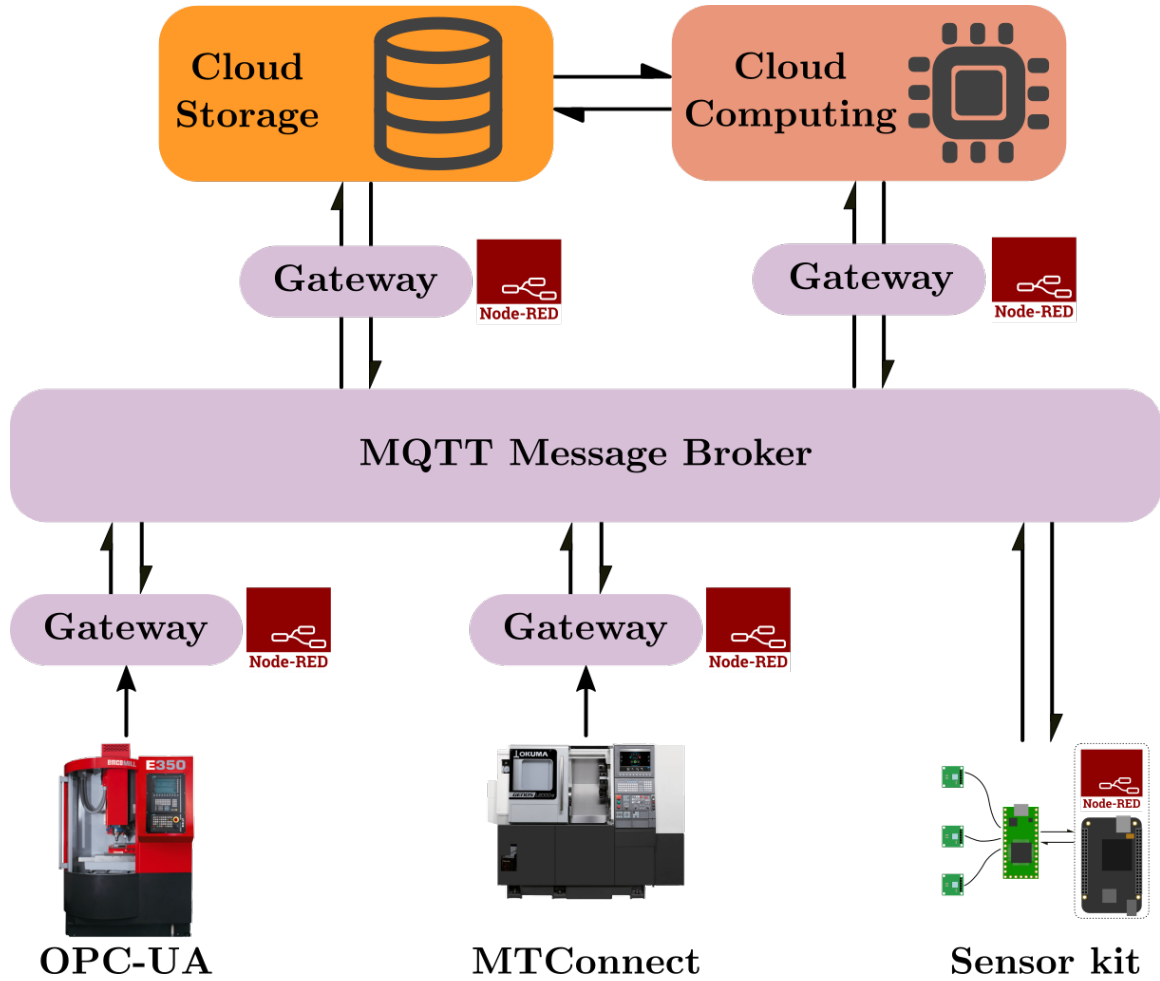 Cloud
Storage
Cloud
Computing
Gateway
Node-RED
Gateway
Node-RED
MQTT Message Broker
Gateway
Node-RED
Gateway
Node-RED
E350
OKUMA
Node-RED
OPC-UA
MTConnect
Sensor kit